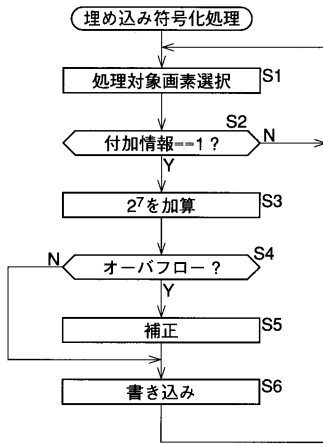 埋め込み符号化処理
処理対象画素選択 S1
S2
付加情報==1? N
Y
2⁷を加算 S3
N S4
オーバフロー?
Y
補正 S5
書き込み S6